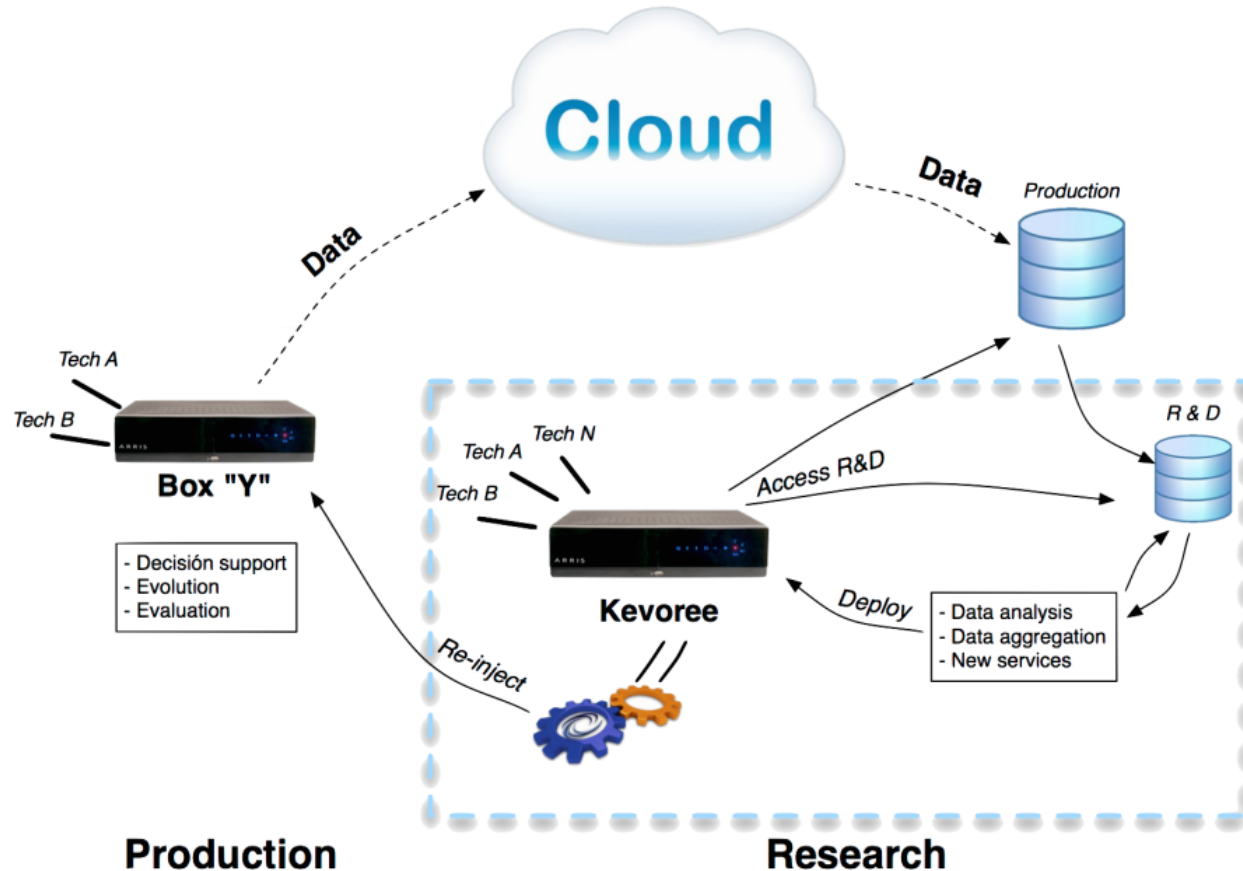 Cloud
Data
Data
Production
Tech A
Tech B
ARRIS
Box "Y"
- Decisión support
- Evolution
- Evaluation
R & D
Tech N
Tech A
Tech B
Access R&D
ARRIS
Kevoree
Deploy
- Data analysis
- Data aggregation
- New services
Re-inject
Production
Research